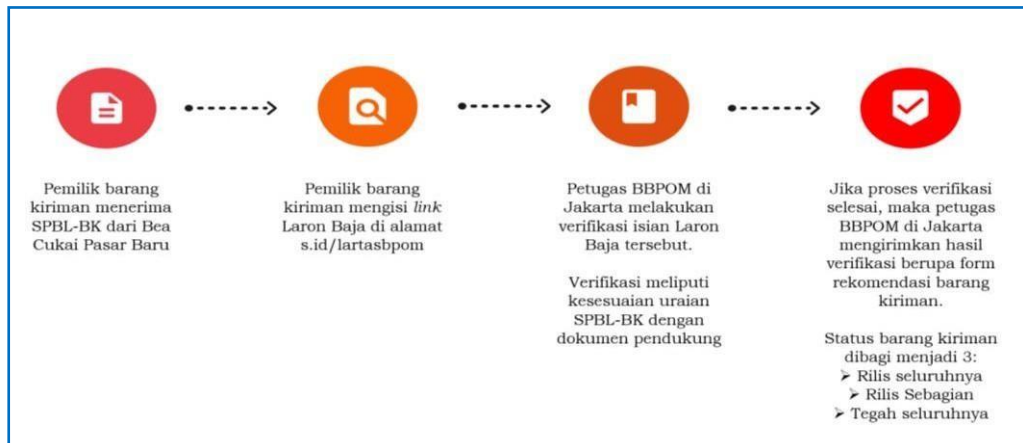 Pemilik barang
kiriman menerima
SPBL-BK dari Bea
Cukai Pasar Baru
Pemilik barang
kiriman mengisi link
Laron Baja di alamat
s.id/lartasbpom
Petugas BBPOM di
Jakarta melakukan
verifikasi isian Laron
Baja tersebut.
Verifikasi meliputi
kesesuaian uraian
SPBL-BK dengan
dokumen pendukung
Jika proses verifikasi
selesai, maka petugas
BBPOM di Jakarta
mengirimkan hasil
verifikasi berupa form
rekomendasi barang
kiriman.
Status barang kiriman
dibagi menjadi 3:
➤ Rilis seluruhnya
➤ Rilis Sebagian
➤ Tegah seluruhnya